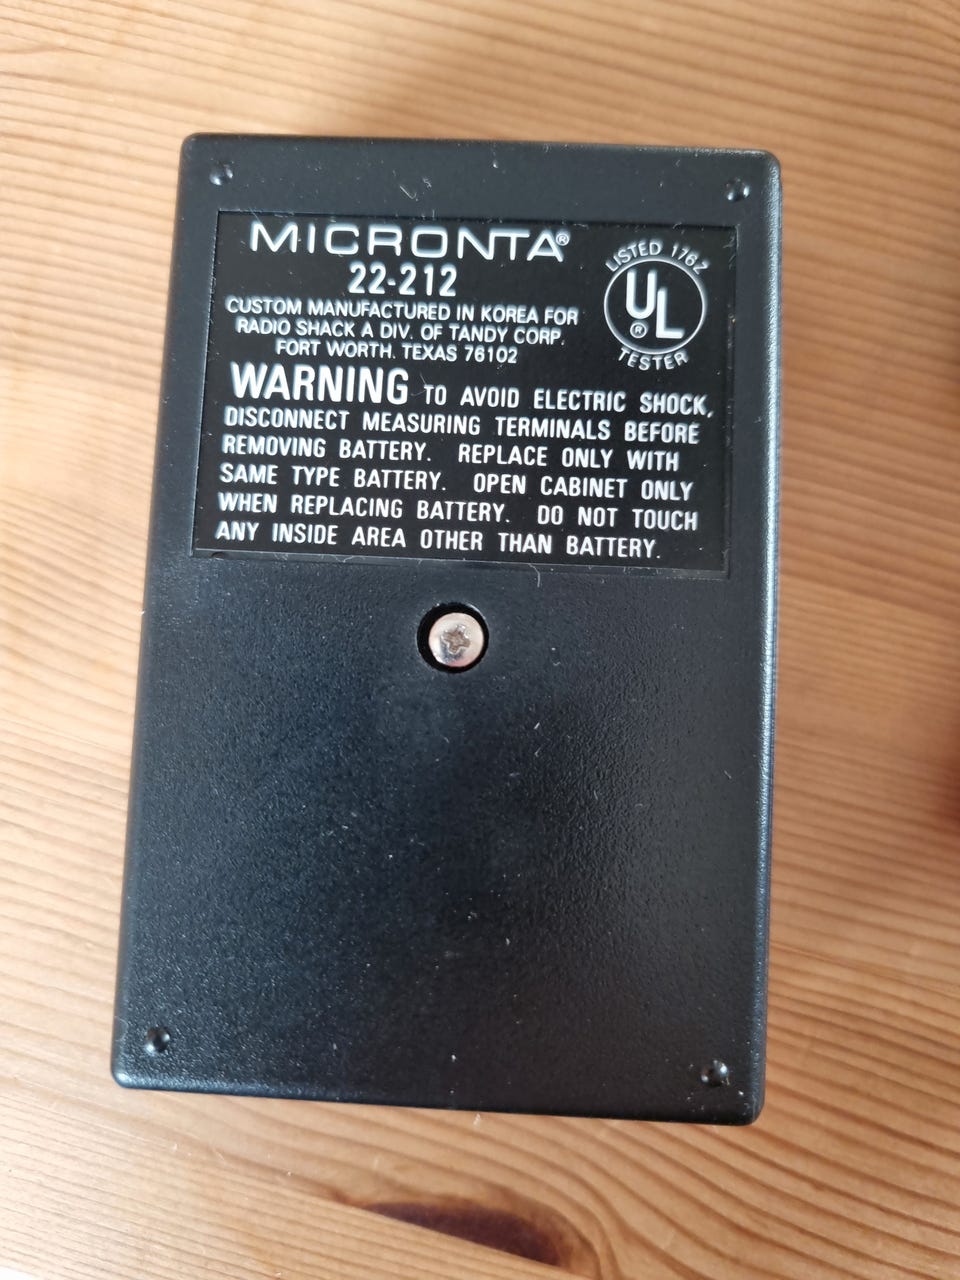 MICRONTA®
22-212
CUSTOM MANUFACTURED IN KOREA FOR
RADIO SHACK A DIV. OF TANDY CORP.
FORT WORTH, TEXAS 76102
LISTED 176Z
UL
®
TESTER
WARNING TO AVOID ELECTRIC SHOCK,
DISCONNECT MEASURING TERMINALS BEFORE
REMOVING BATTERY. REPLACE ONLY WITH
SAME TYPE BATTERY. OPEN CABINET ONLY
WHEN REPLACING BATTERY. DO NOT TOUCH
ANY INSIDE AREA OTHER THAN BATTERY.